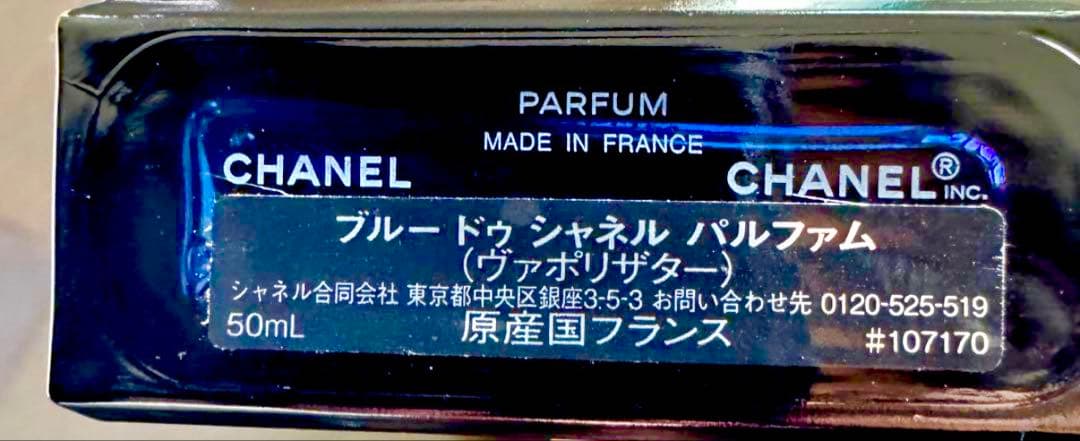 PARFUM
MADE IN FRANCE
CHANEL
CHANEL® INC.
ブルー ドゥ シャネル パルファム
(ヴァポリザター)
シャネル合同会社 東京都中央区銀座3-5-3 お問い合わせ先 0120-525-519
50mL 原産国フランス #107170